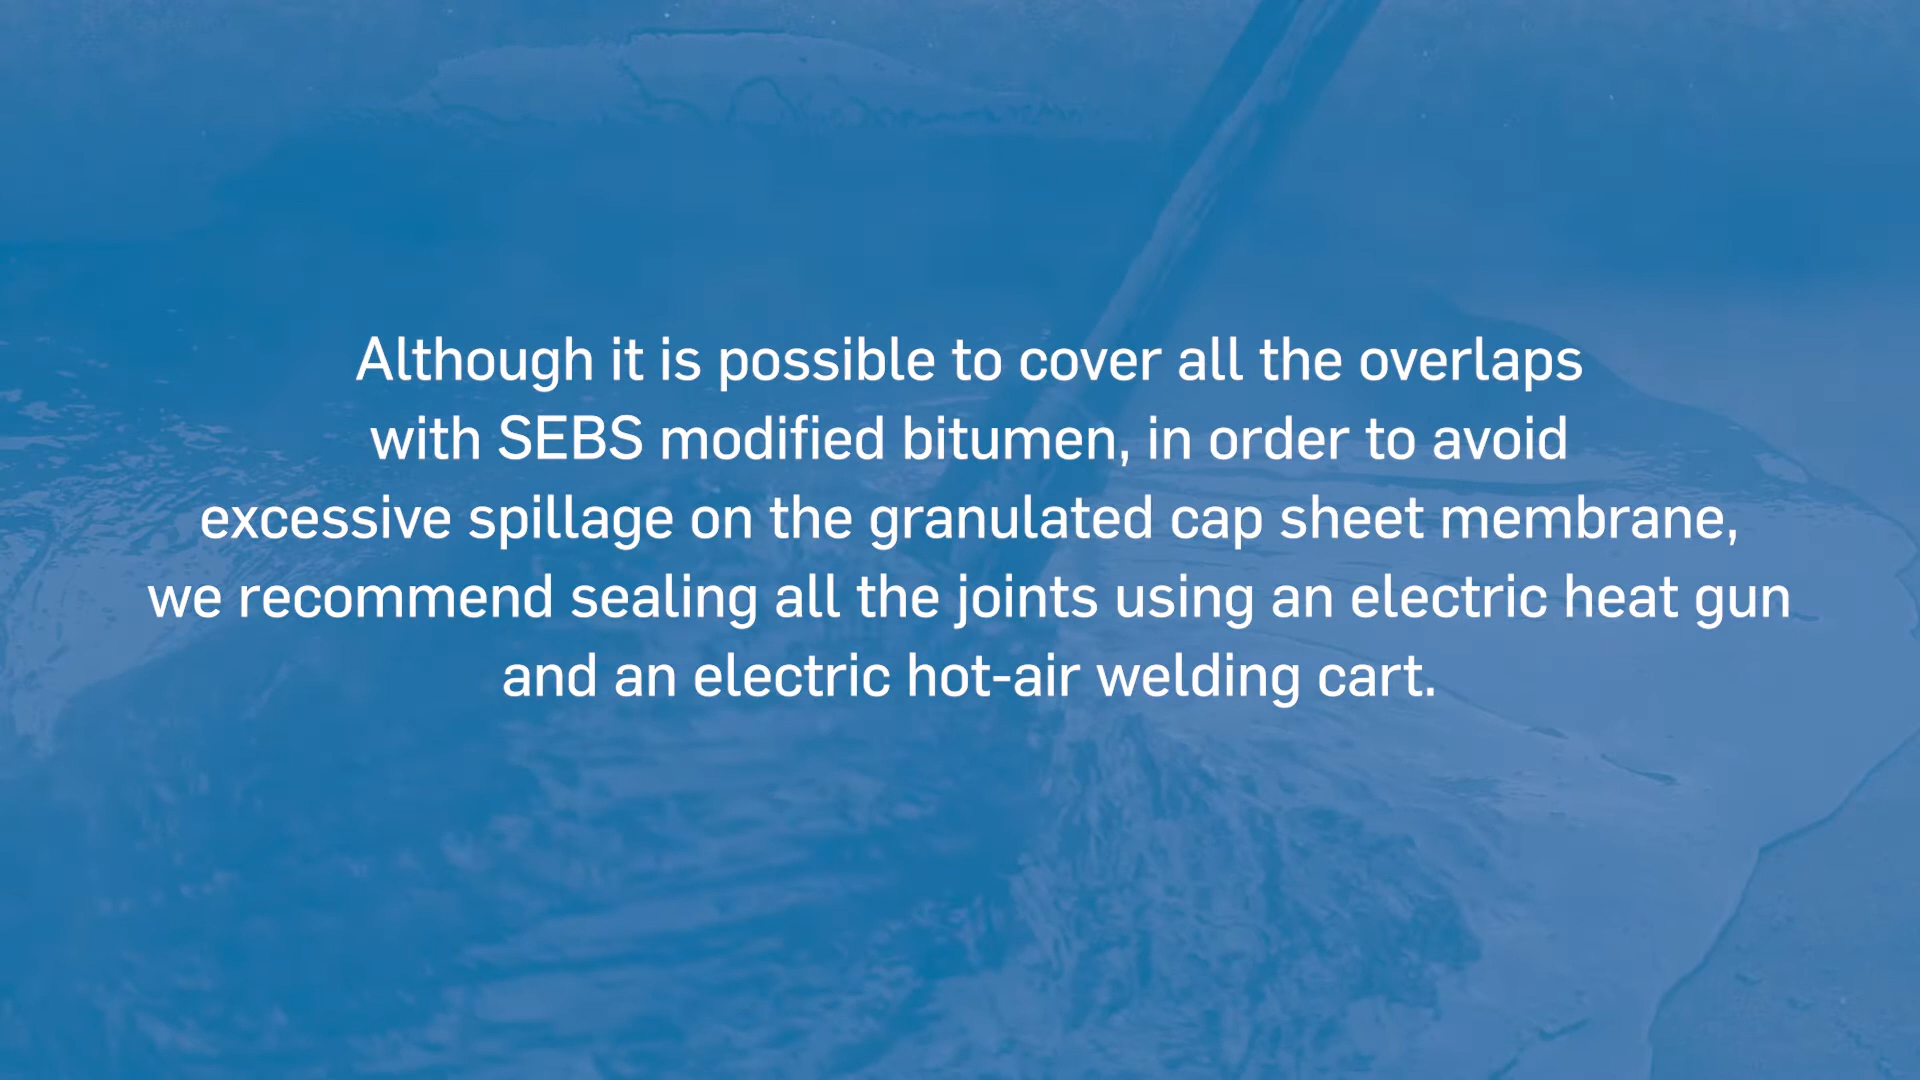 Although it is possible to cover all the overlaps
with SEBS modified bitumen, in order to avoid
excessive spillage on the granulated cap sheet membrane,
we recommend sealing all the joints using an electric heat gun
and an electric hot-air welding cart.